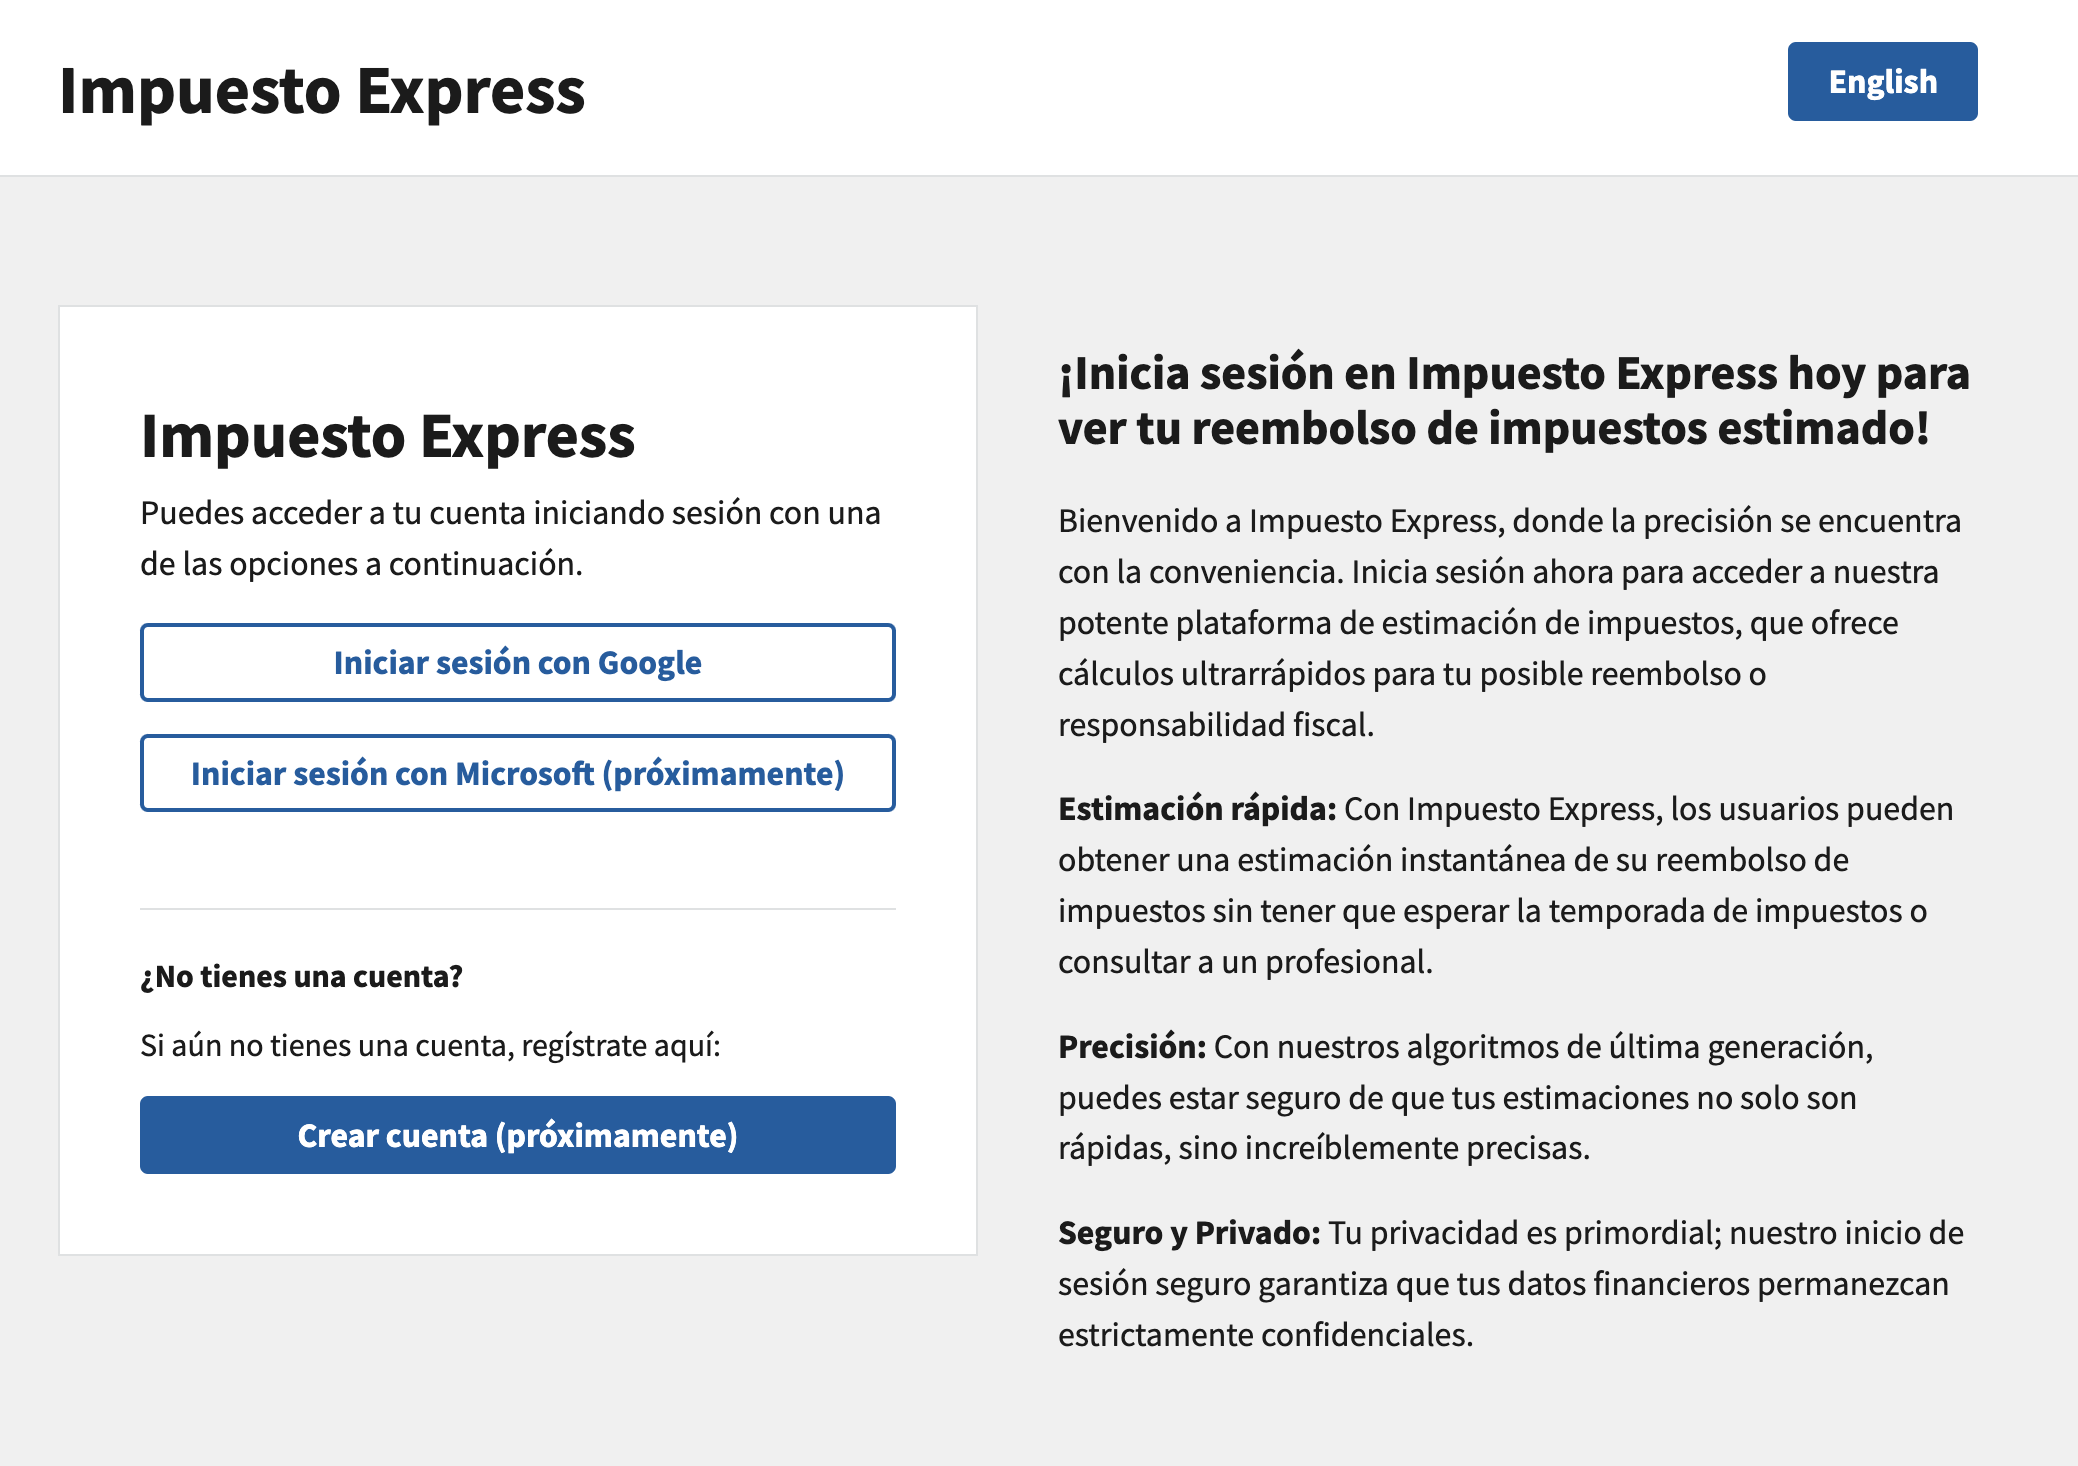 Impuesto Express
English
Impuesto Express
Puedes acceder a tu cuenta iniciando sesión con una
de las opciones a continuación.
Iniciar sesión con Google
Iniciar sesión con Microsoft (próximamente)
¿No tienes una cuenta?
Si aún no tienes una cuenta, regístrate aquí:
Crear cuenta (próximamente)
¡Inicia sesión en Impuesto Express hoy para
ver tu reembolso de impuestos estimado!
Bienvenido a Impuesto Express, donde la precisión se encuentra
con la conveniencia. Inicia sesión ahora para acceder a nuestra
potente plataforma de estimación de impuestos, que ofrece
cálculos ultrarrápidos para tu posible reembolso o
responsabilidad fiscal.
Estimación rápida: Con Impuesto Express, los usuarios pueden
obtener una estimación instantánea de su reembolso de
impuestos sin tener que esperar la temporada de impuestos o
consultar a un profesional.
Precisión: Con nuestros algoritmos de última generación,
puedes estar seguro de que tus estimaciones no solo son
rápidas, sino increíblemente precisas.
Seguro y Privado: Tu privacidad es primordial; nuestro inicio de
sesión seguro garantiza que tus datos financieros permanezcan
estrictamente confidenciales.